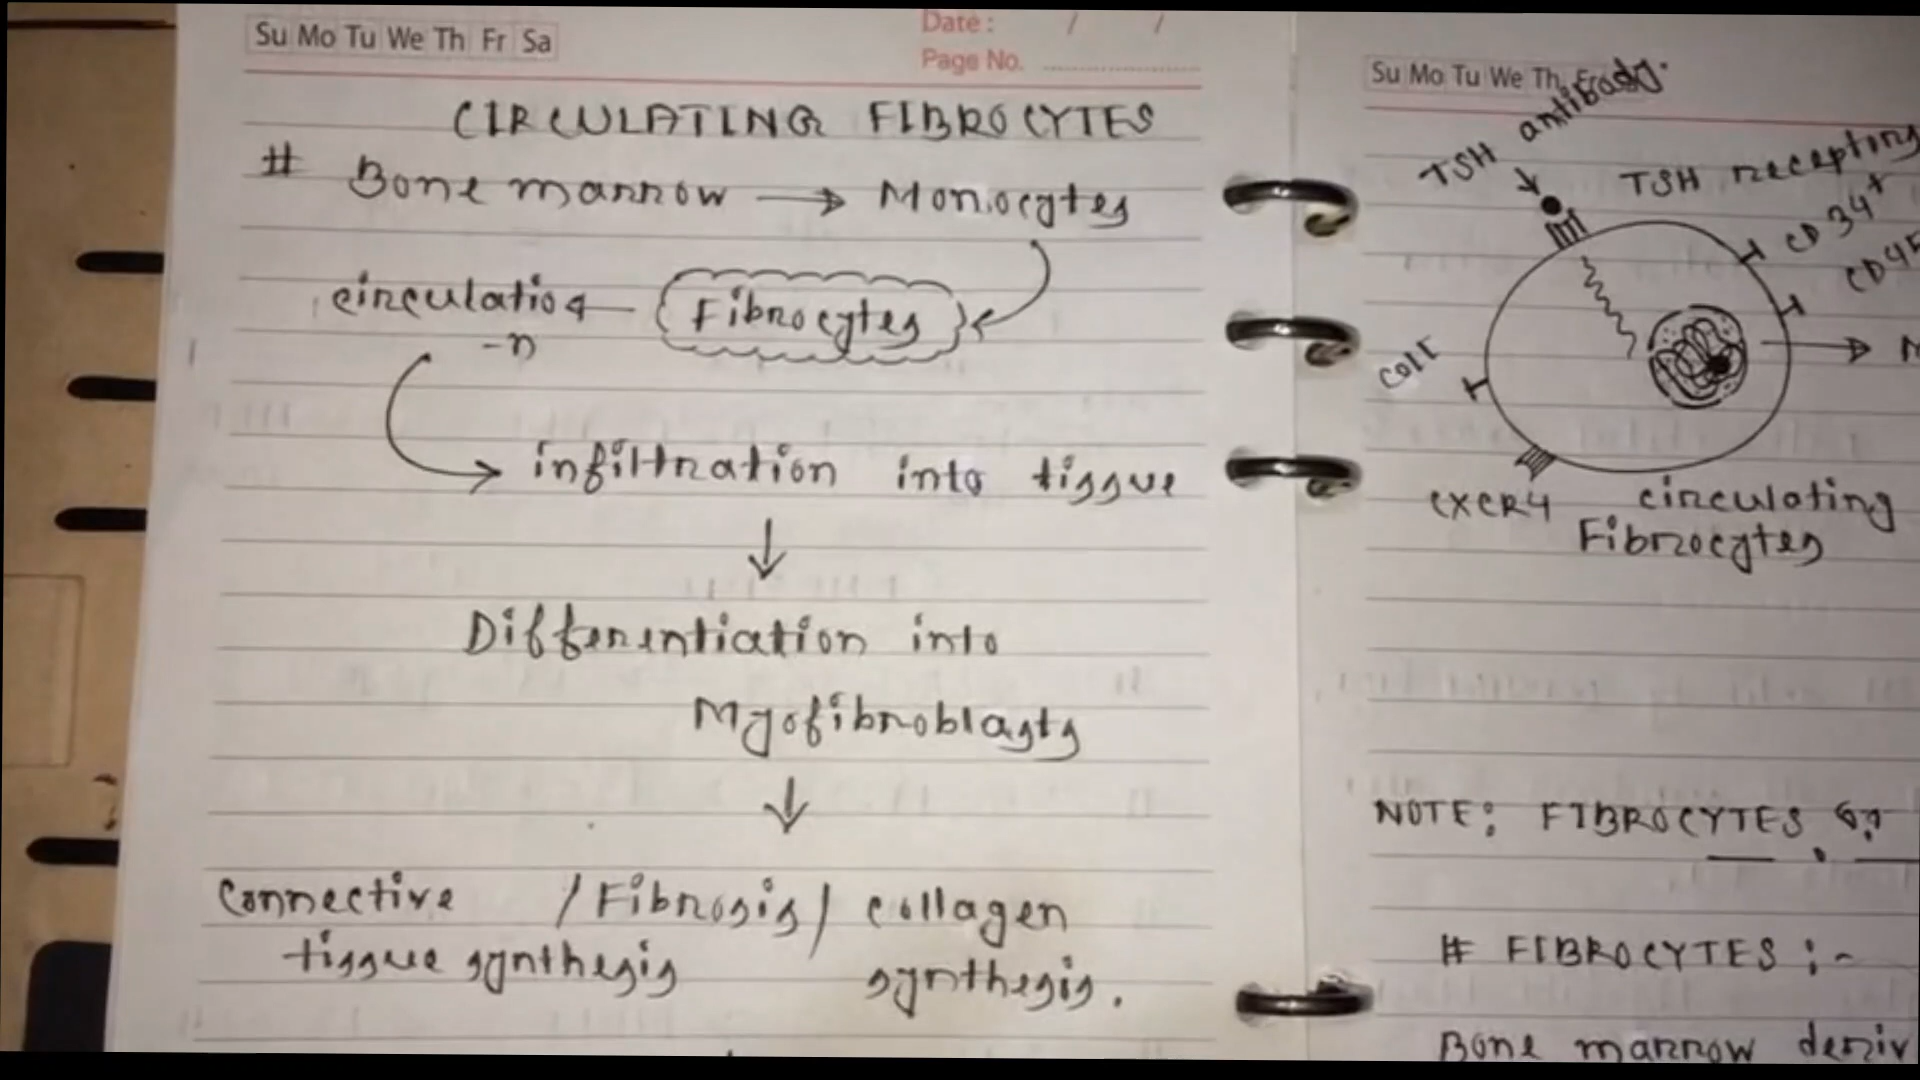 Su Mo Tu We Th Fr Sa
Date : / /
Page No.
CIRCULATING FIBROCYTES
# Bone marrow → Monocytes
circulatio ← Fibrocytes
-n
infiltration into tissue
↓
Differentiation into
Myofibroblasts
↓
Connective / Fibrosis / collagen
tissue synthesis synthesis.
Su Mo Tu We Th
TSH antibody.
TSH receptors
CD34+
CD45
Col I
CXCR4 circulating
Fibrocytes
NOTE: FIBROCYTES
# FIBROCYTES :-
Bone marrow deriv